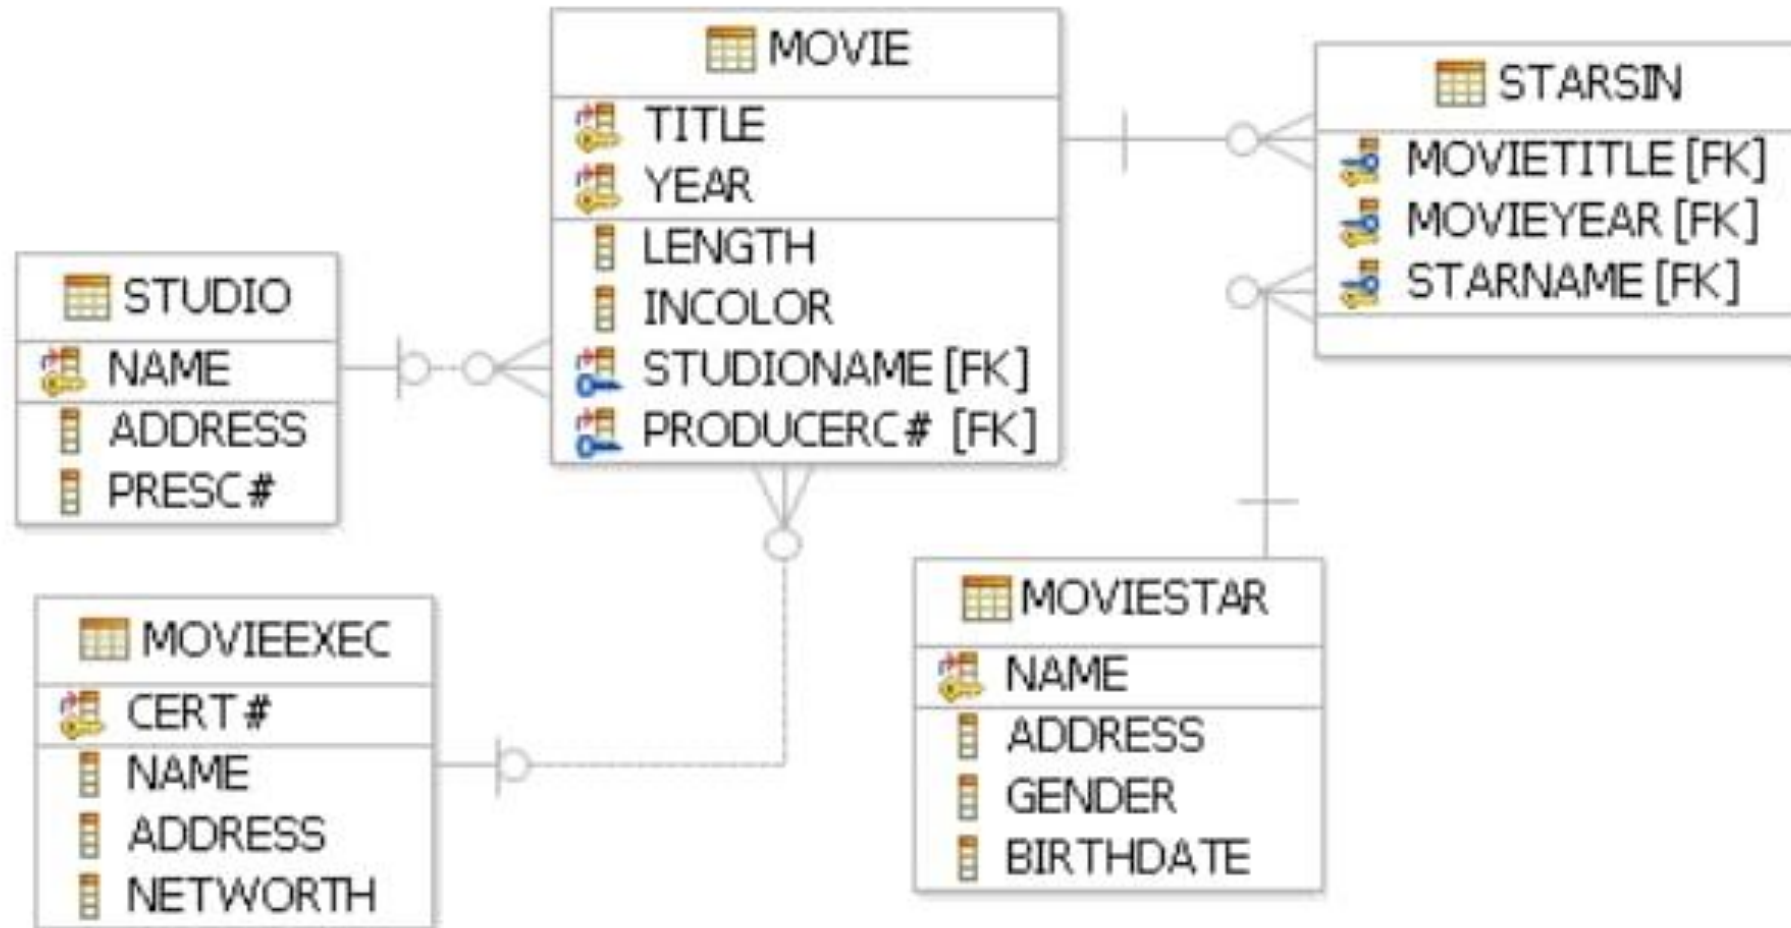 MOVIE
TITLE
YEAR
LENGTH
INCOLOR
STUDIONAME [FK]
PRODUCERC# [FK]
STARSIN
MOVIETITLE [FK]
MOVIEYEAR [FK]
STARNAME [FK]
STUDIO
NAME
ADDRESS
PRESC#
MOVIEEXEC
CERT#
NAME
ADDRESS
NETWORTH
MOVIESTAR
NAME
ADDRESS
GENDER
BIRTHDATE